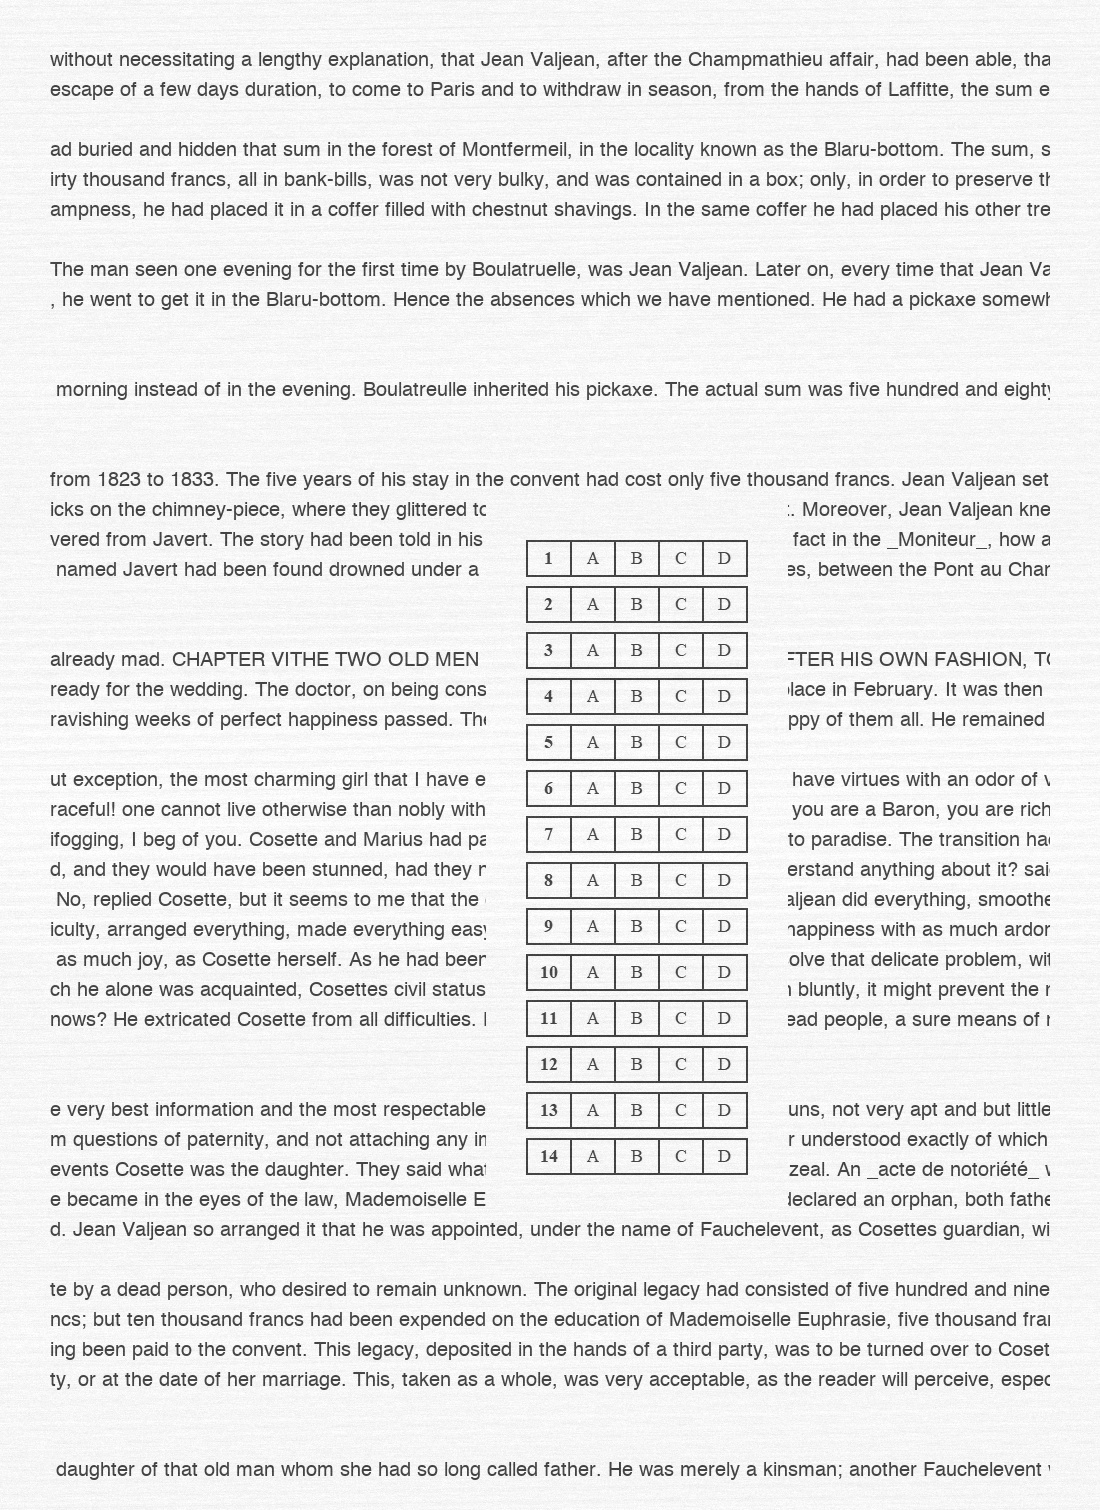 without necessitating a lengthy explanation, that Jean Valjean, after the Champmathieu affair, had been able,
escape of a few days duration, to come to Paris and to withdraw in season, from the hands of Laffitte, the sum
ad buried and hidden that sum in the forest of Montfermeil, in the locality known as the Blaru-bottom. The sum,
irty thousand francs, all in bank-bills, was not very bulky, and was contained in a box; only, in order to preserve
ampness, he had placed it in a coffer filled with chestnut shavings. In the same coffer he had placed his other tre
The man seen one evening for the first time by Boulatruelle, was Jean Valjean. Later on, every time that Jean Va
, he went to get it in the Blaru-bottom. Hence the absences which we have mentioned. He had a pickaxe
morning instead of in the evening. Boulatreulle inherited his pickaxe. The actual sum was five hundred and
from 1823 to 1833. The five years of his stay in the convent had cost only five thousand francs. Jean Valjean set
icks on the chimney-piece, where they glittered . Moreover, Jean Valjean kne
vered from Javert. The story had been told in his fact in the _Moniteur_, how a
named Javert had been found drowned under a es, between the Pont au
1 A B C D
2 A B C D
already mad. CHAPTER VITHE TWO OLD MEN FTER HIS OWN FASHION,
3 A B C D
ready for the wedding. The doctor, on being cons lace in February. It was then
4 A B C D
ravishing weeks of perfect happiness passed. ppy of them all. He remained
5 A B C D
ut exception, the most charming girl that I have e have virtues with an odor of
6 A B C D
raceful! one cannot live otherwise than nobly with you are a Baron, you are rich
ifogging, I beg of you. Cosette and Marius had pa to paradise. The transition
7 A B C D
d, and they would have been stunned, had they erstand anything about it?
8 A B C D
No, replied Cosette, but it seems to me that the aljean did everything,
iculty, arranged everything, made everything happiness with as much
9 A B C D
as much joy, as Cosette herself. As he had been olve that delicate problem,
10 A B C D
ch he alone was acquainted, Cosettes civil status bluntly, it might prevent the
nows? He extricated Cosette from all difficulties. ead people, a sure means of
11 A B C D
12 A B C D
e very best information and the most respectable uns, not very apt and but little
13 A B C D
m questions of paternity, and not attaching any r understood exactly of which
14 A B C D
events Cosette was the daughter. They said zeal. An _acte de notoriété_
e became in the eyes of the law, Mademoiselle E declared an orphan, both
d. Jean Valjean so arranged it that he was appointed, under the name of Fauchelevent, as Cosettes guardian, wi
te by a dead person, who desired to remain unknown. The original legacy had consisted of five hundred and nine
ncs; but ten thousand francs had been expended on the education of Mademoiselle Euphrasie, five thousand
ing been paid to the convent. This legacy, deposited in the hands of a third party, was to be turned over to Coset
ty, or at the date of her marriage. This, taken as a whole, was very acceptable, as the reader will perceive,
daughter of that old man whom she had so long called father. He was merely a kinsman; another Fauchelevent